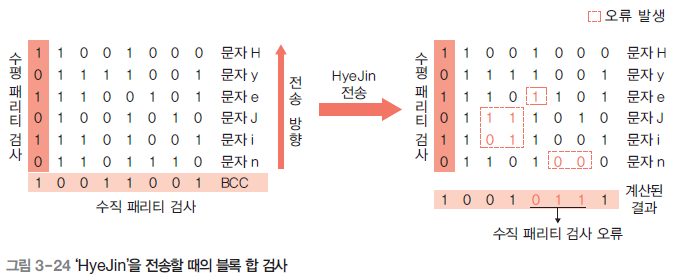 오류 발생
수평 패리티 검사
1 1 0 0 1 0 0 0 문자 H
0 1 1 1 1 0 0 1 문자 y
1 1 1 0 0 1 0 1 문자 e
0 1 0 0 1 0 1 0 문자 J
1 1 1 0 1 0 0 1 문자 i
0 1 1 0 1 1 1 0 문자 n
1 0 0 1 1 0 0 1 BCC
수직 패리티 검사
전송 방향
HyeJin
전송
수평 패리티 검사
1 1 0 0 1 0 0 0 문자 H
0 1 1 1 1 0 0 1 문자 y
1 1 1 0 1 1 0 1 문자 e
0 1 1 1 1 0 1 0 문자 J
1 1 0 1 1 0 0 1 문자 i
0 1 1 0 1 0 0 0 문자 n
1 0 0 1 0 1 1 1 계산된
결과
수직 패리티 검사 오류
그림 3-24 'HyeJin'을 전송할 때의 블록 합 검사